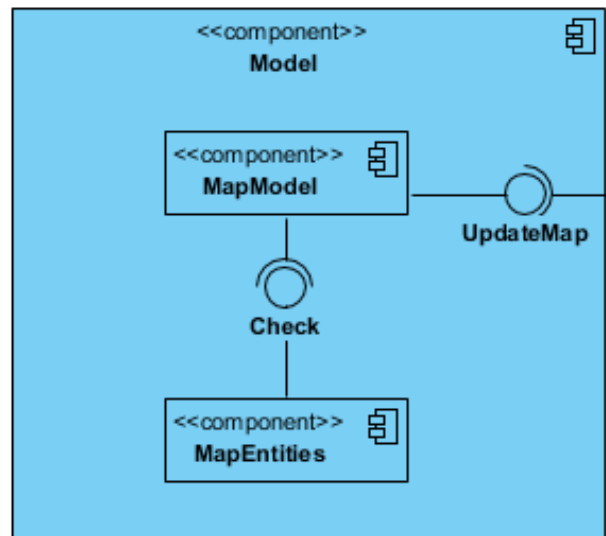 <<component>>
Model
<<component>>
MapModel
UpdateMap
Check
<<component>>
MapEntities